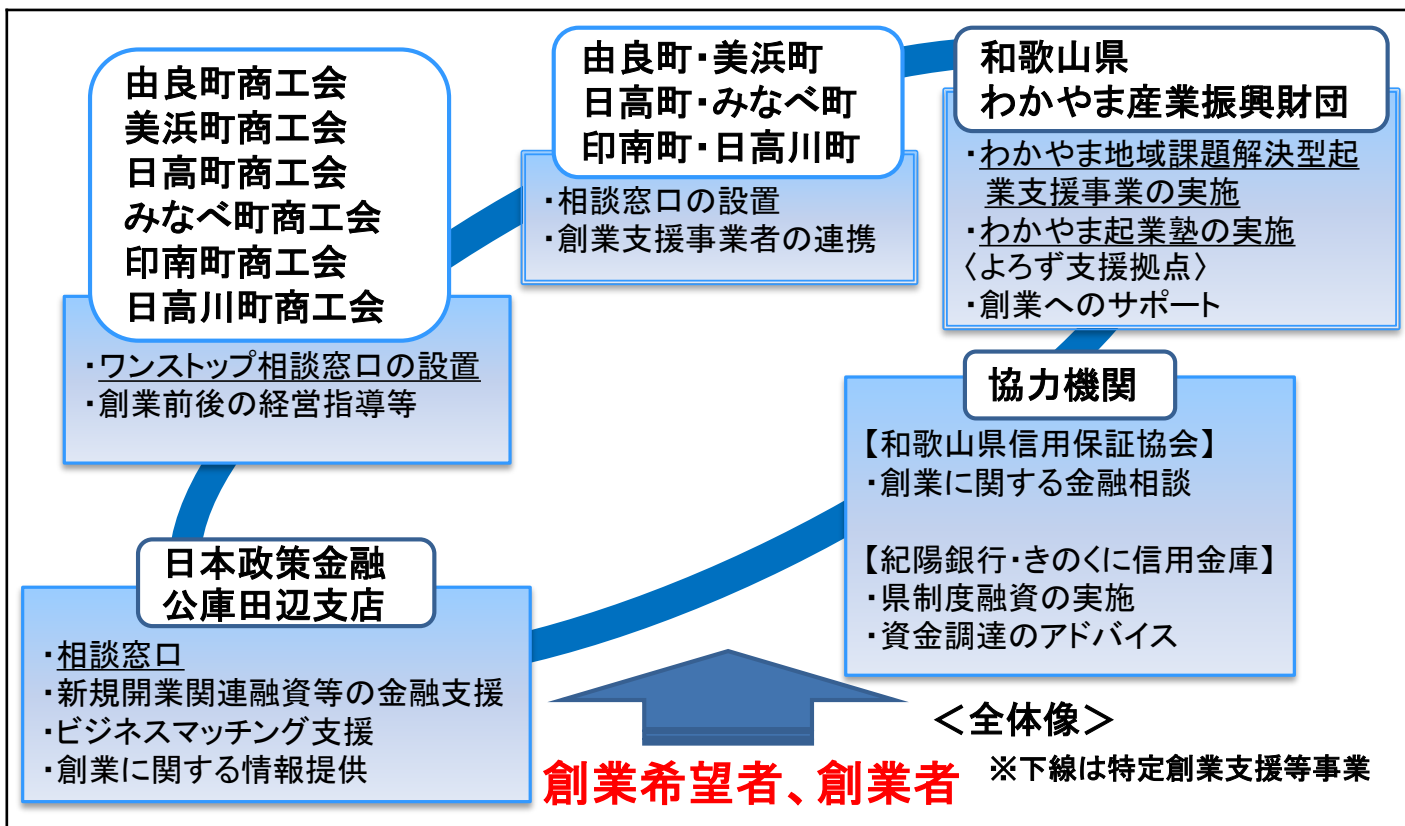 由良町商工会
美浜町商工会
日高町商工会
みなべ町商工会
印南町商工会
日高川町商工会
・ワンストップ相談窓口の設置
・創業前後の経営指導等
由良町・美浜町
日高町・みなべ町
印南町・日高川町
・相談窓口の設置
・創業支援事業者の連携
和歌山県
わかやま産業振興財団
・わかやま地域課題解決型起
業支援事業の実施
・わかやま起業塾の実施
〈よろず支援拠点〉
・創業へのサポート
協力機関
【和歌山県信用保証協会】
・創業に関する金融相談
【紀陽銀行・きのくに信用金庫】
・県制度融資の実施
・資金調達のアドバイス
日本政策金融
公庫田辺支店
・相談窓口
・新規開業関連融資等の金融支援
・ビジネスマッチング支援
・創業に関する情報提供
＜全体像＞
※下線は特定創業支援等事業
創業希望者、創業者